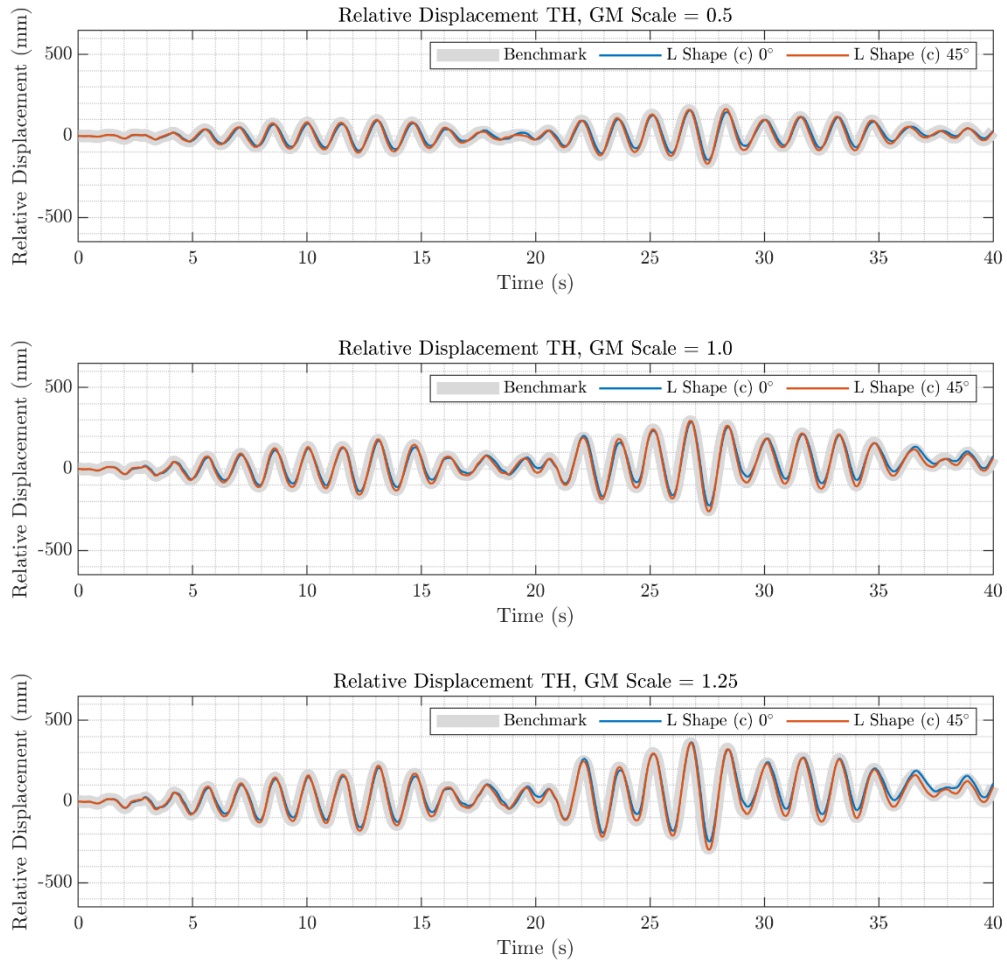 Relative Displacement TH, GM Scale = 0.5
Relative Displacement (mm)
500
0
-500
Benchmark L Shape (c) 0° L Shape (c) 45°
0 5 10 15 20 25 30 35 40
Time (s)
Relative Displacement TH, GM Scale = 1.0
Relative Displacement (mm)
500
0
-500
Benchmark L Shape (c) 0° L Shape (c) 45°
0 5 10 15 20 25 30 35 40
Time (s)
Relative Displacement TH, GM Scale = 1.25
Relative Displacement (mm)
500
0
-500
Benchmark L Shape (c) 0° L Shape (c) 45°
0 5 10 15 20 25 30 35 40
Time (s)